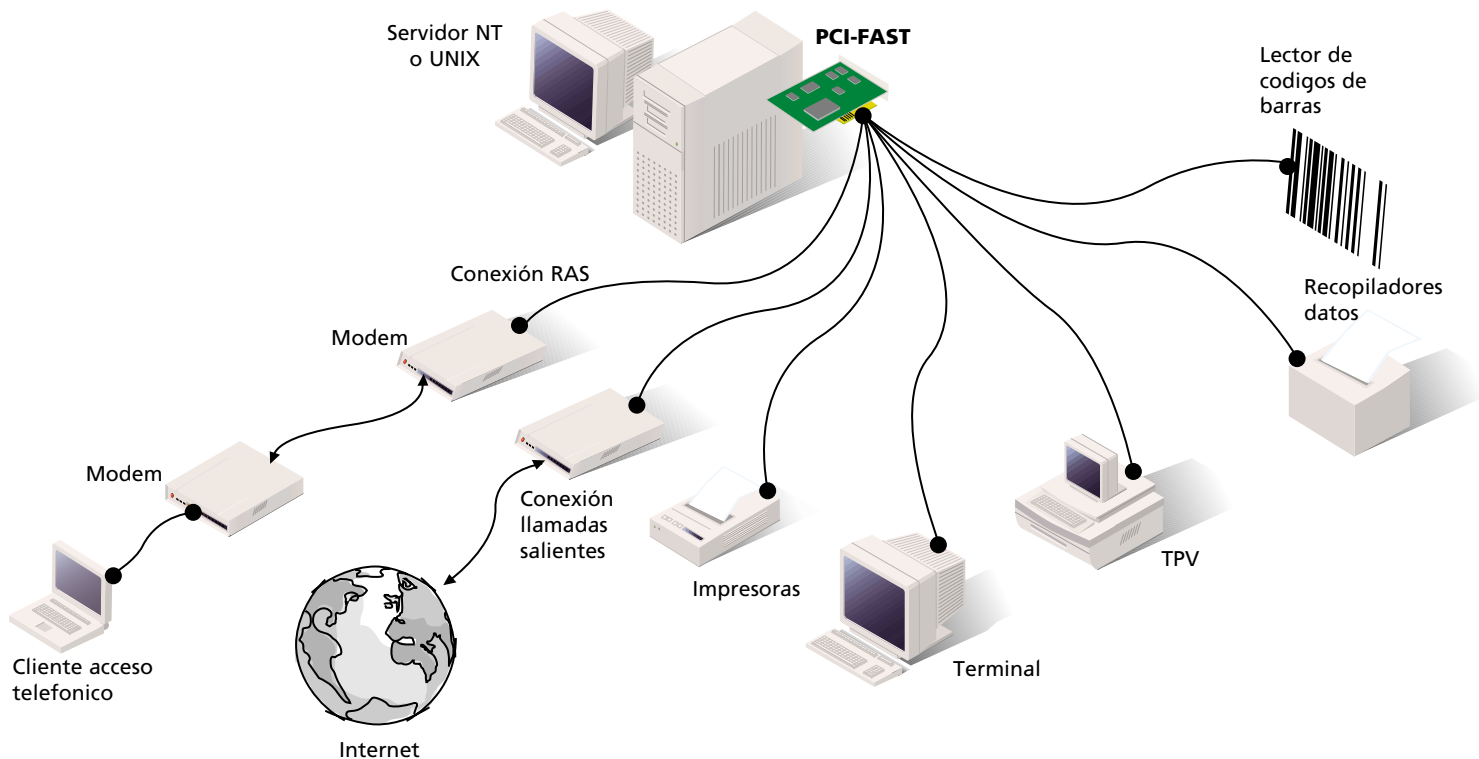 Servidor NT
o UNIX
PCI-FAST
Lector de
codigos de
barras
Conexión RAS
Recopiladores
datos
Modem
Modem
Conexión
llamadas
salientes
Impresoras
TPV
Terminal
Cliente acceso
telefonico
Internet